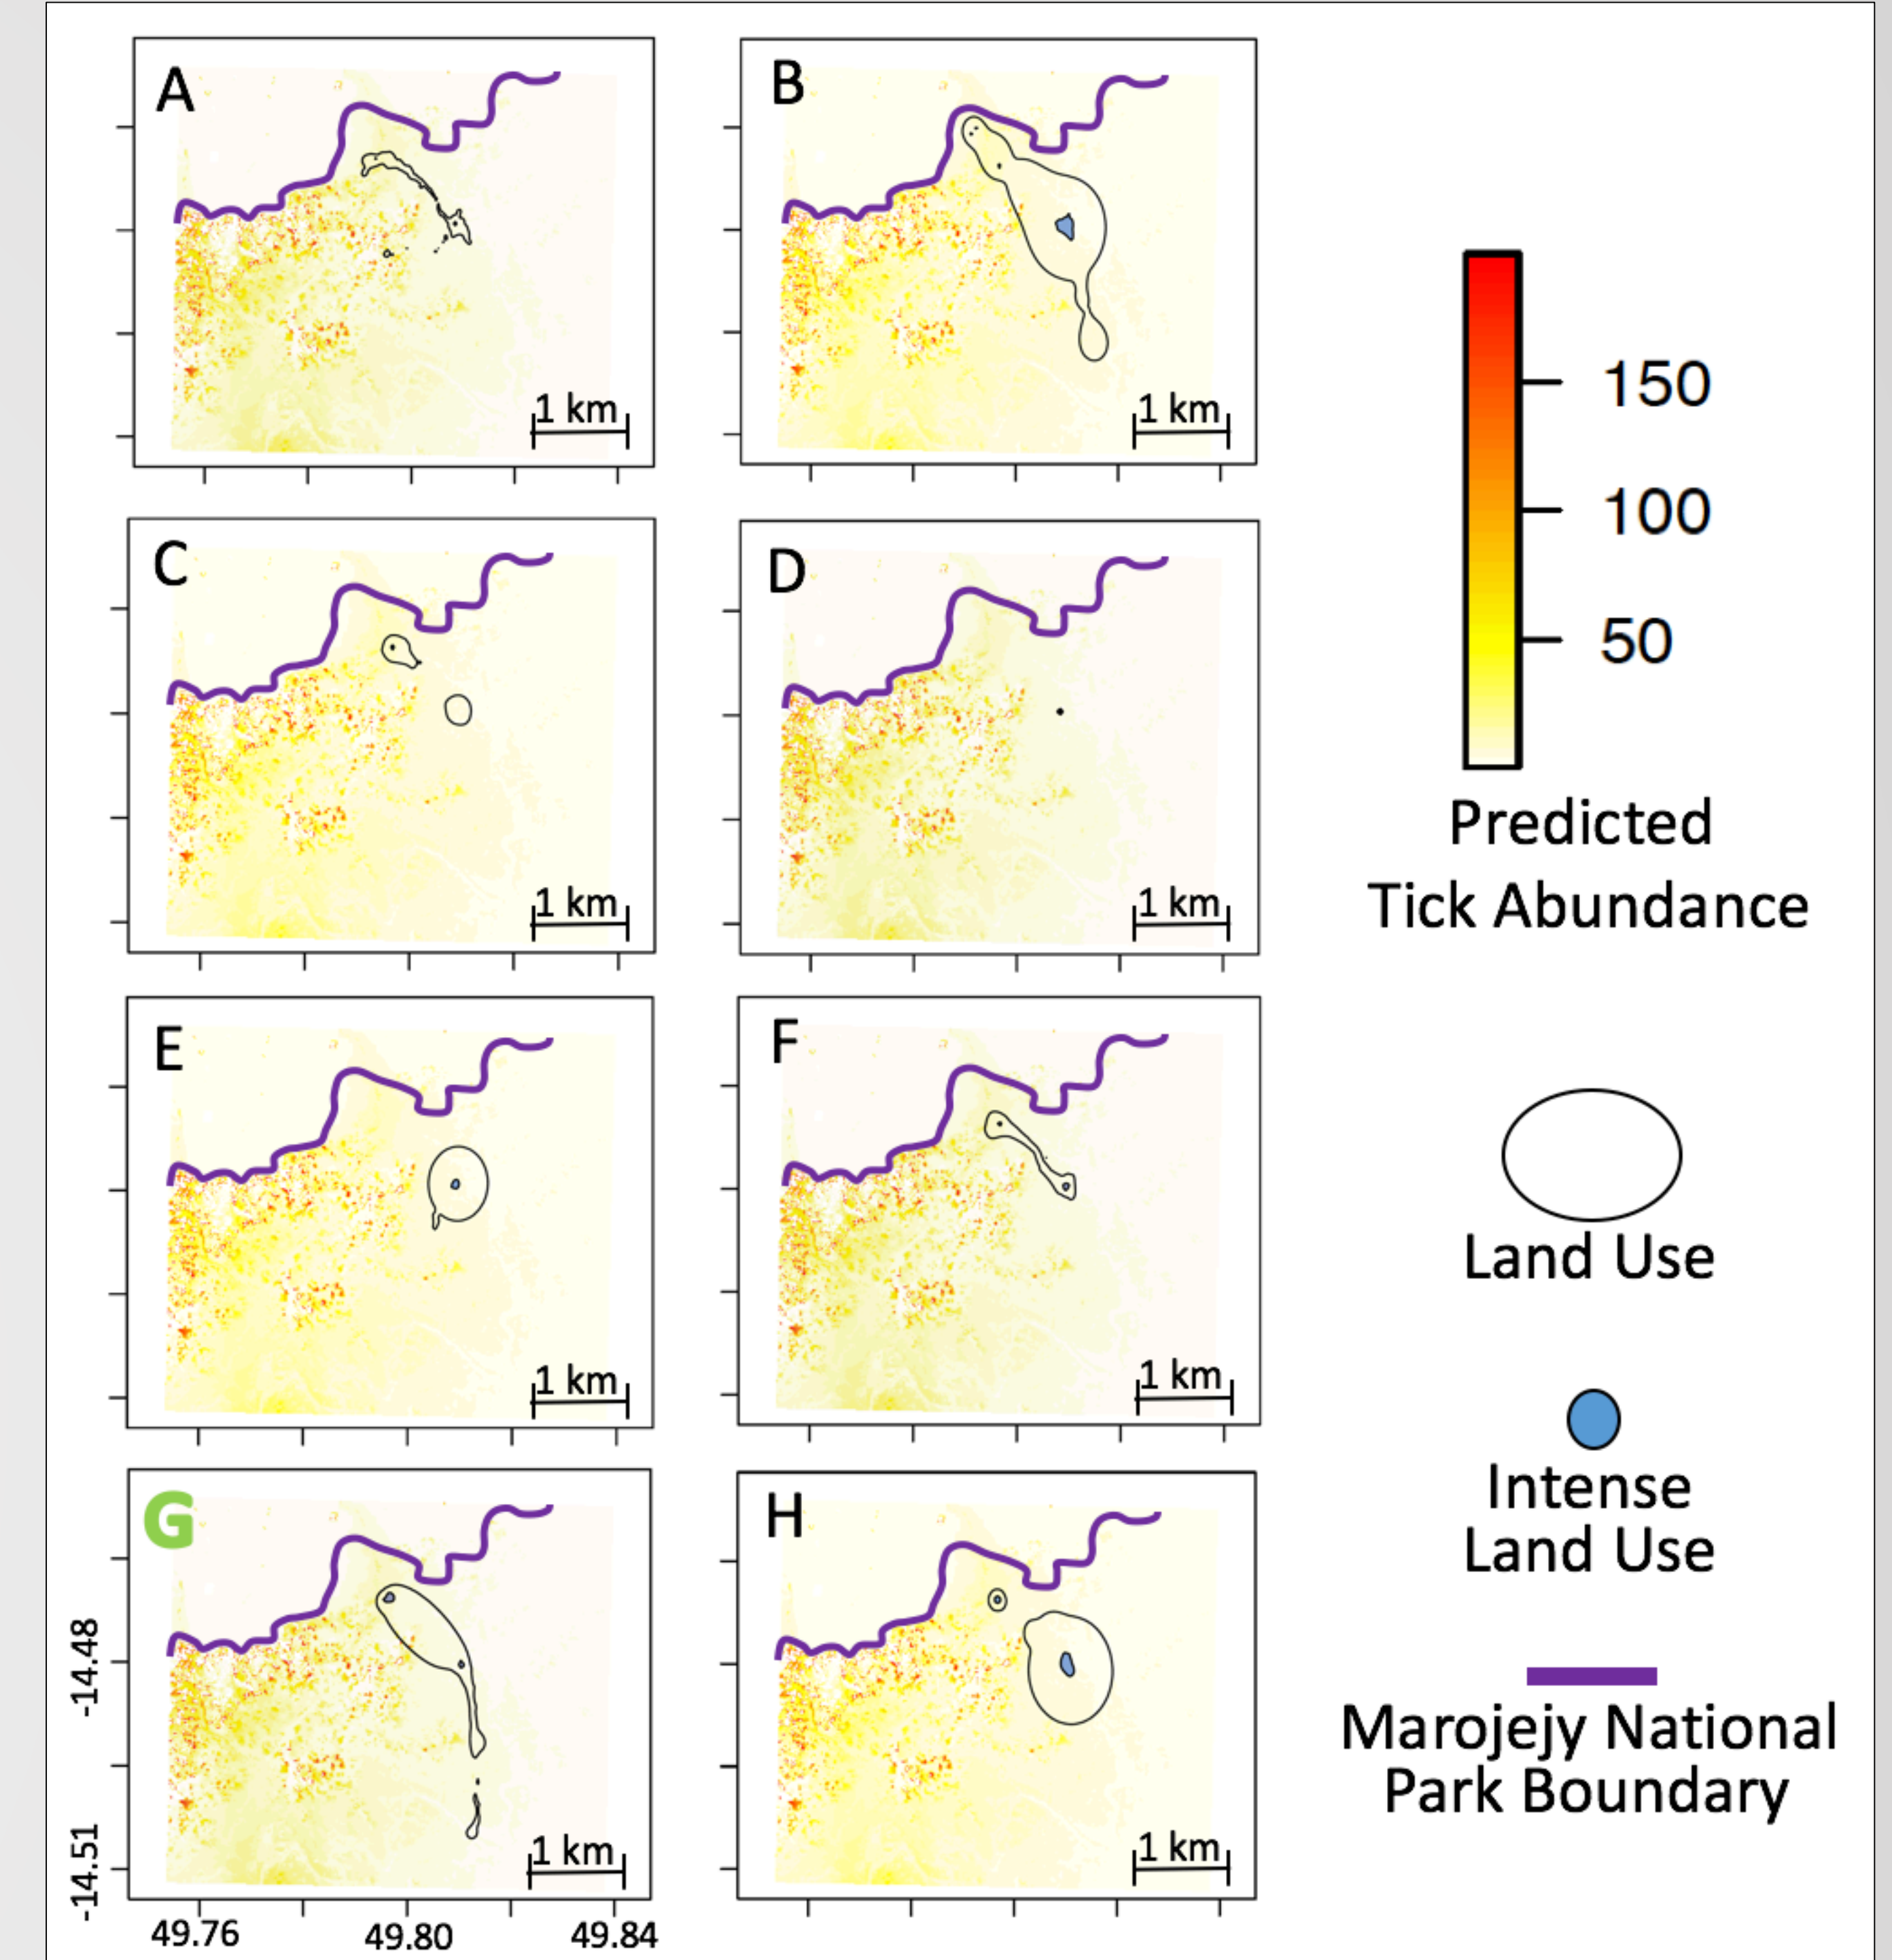 A
1 km
B
1 km
C
1 km
D
1 km
E
1 km
F
1 km
G
1 km
H
1 km
-14.48
-14.51
49.76
49.80
49.84
150
100
50
Predicted
Tick Abundance
Land Use
Intense
Land Use
Marojejy National
Park Boundary